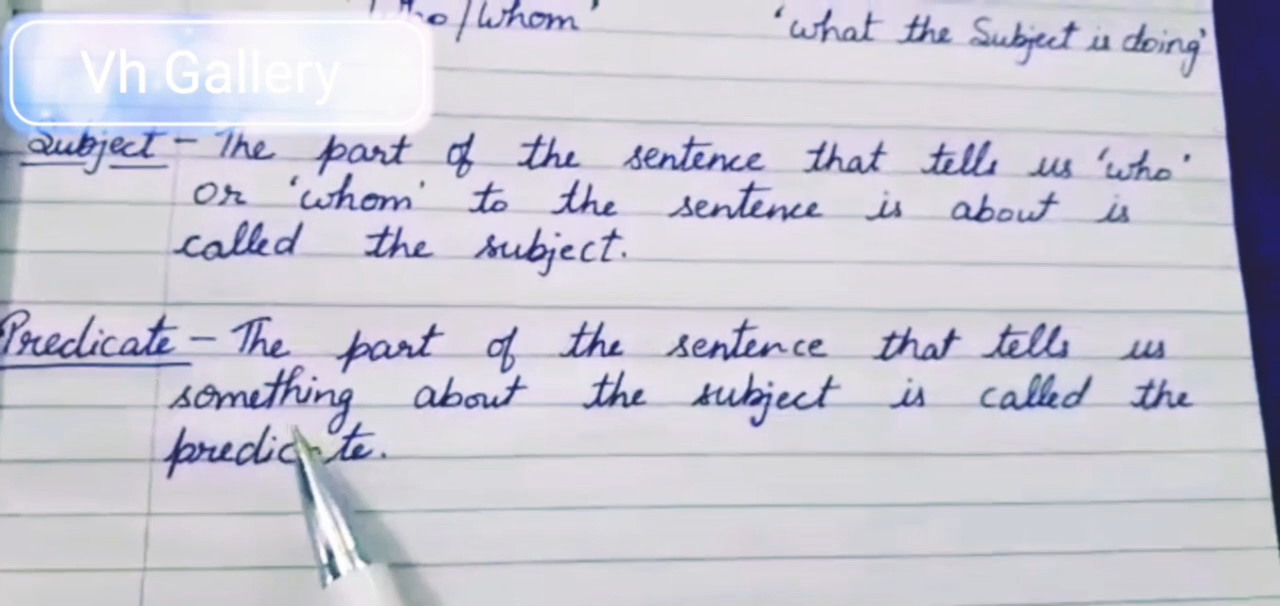 /Whom' 'what the Subject is doing'
Vh Gallery
Subject - The part of the sentence that tells us 'who'
or 'whom' to the sentence is about is
called the subject.
Predicate - The part of the sentence that tells us
something about the subject is called the
predicate.